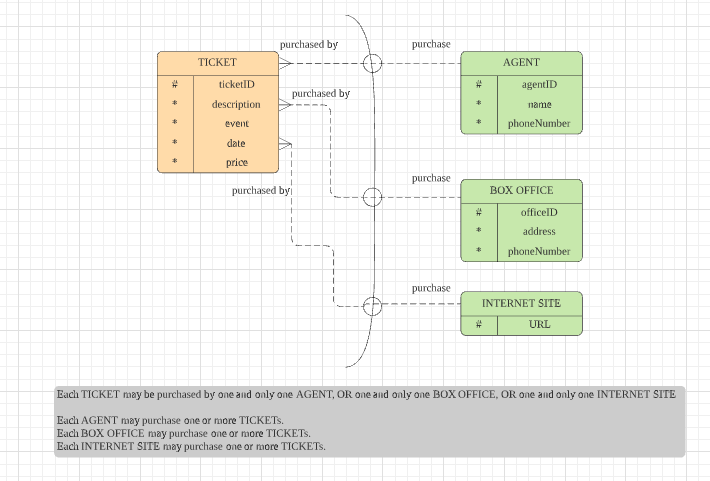 purchased by
purchase
TICKET
# ticketID
* description
* event
* date
* price
AGENT
# agentID
* name
* phoneNumber
purchased by
purchase
BOX OFFICE
# officeID
* address
* phoneNumber
purchased by
purchase
INTERNET SITE
# URL
Each TICKET may be purchased by one and only one AGENT, OR one and only one BOX OFFICE, OR one and only one INTERNET SITE
Each AGENT may purchase one or more TICKETs.
Each BOX OFFICE may purchase one or more TICKETs.
Each INTERNET SITE may purchase one or more TICKETs.